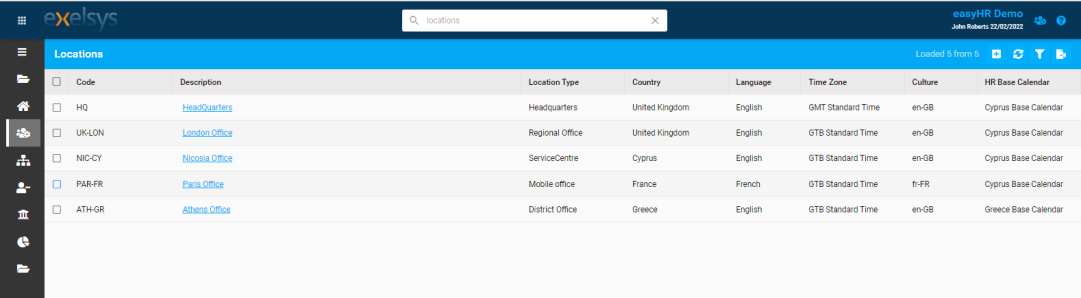 exelsys locations easyHR Demo
John Roberts 22/02/2022
Locations Loaded 5 from 5
Code Description Location Type Country Language Time Zone Culture HR Base Calendar
HQ HeadQuarters Headquarters United Kingdom English GMT Standard Time en-GB Cyprus Base Calendar
UK-LON London Office Regional Office United Kingdom English GTB Standard Time en-GB Cyprus Base Calendar
NIC-CY Nicosia Office ServiceCentre Cyprus English GTB Standard Time en-GB Cyprus Base Calendar
PAR-FR Paris Office Mobile office France French GTB Standard Time fr-FR Cyprus Base Calendar
ATH-GR Athens Office District Office Greece English GTB Standard Time en-GB Greece Base Calendar